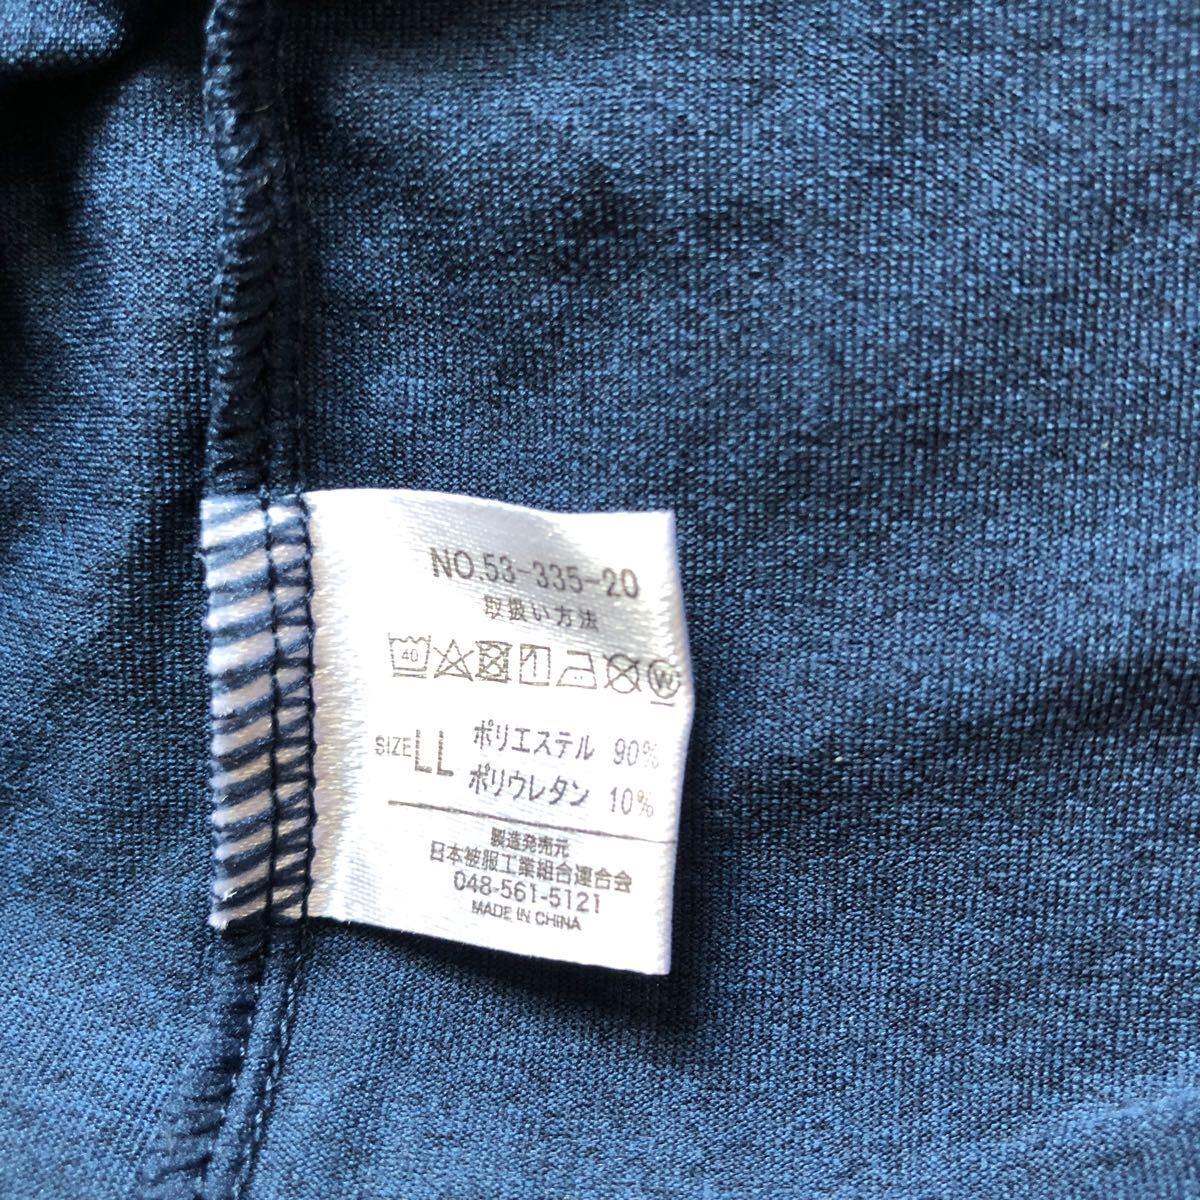 NO.53-335-20
取扱い方法
40 W
SIZE LL ポリエステル 90%
ポリウレタン 10%
製造発売元
日本被服工業組合連合会
048-561-5121
MADE IN CHINA